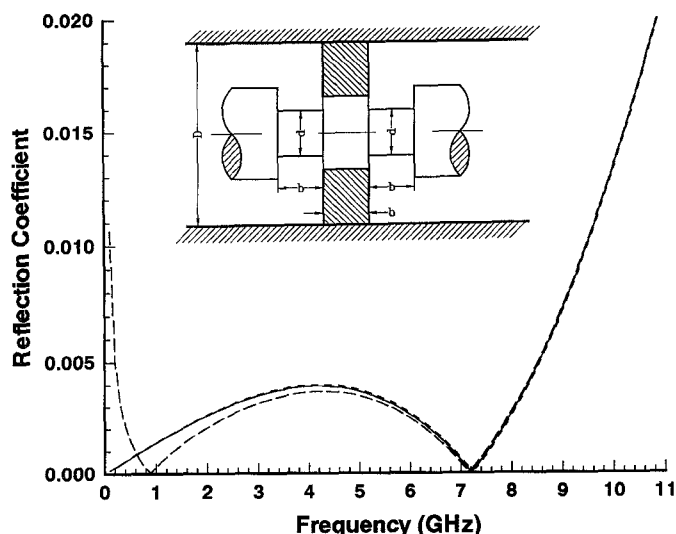 0.020
0.015
0.010
0.005
0.000
Reflection Coefficient
D
d
d
b
b
b
0 1 2 3 4 5 6 7 8 9 10 11
Frequency (GHz)